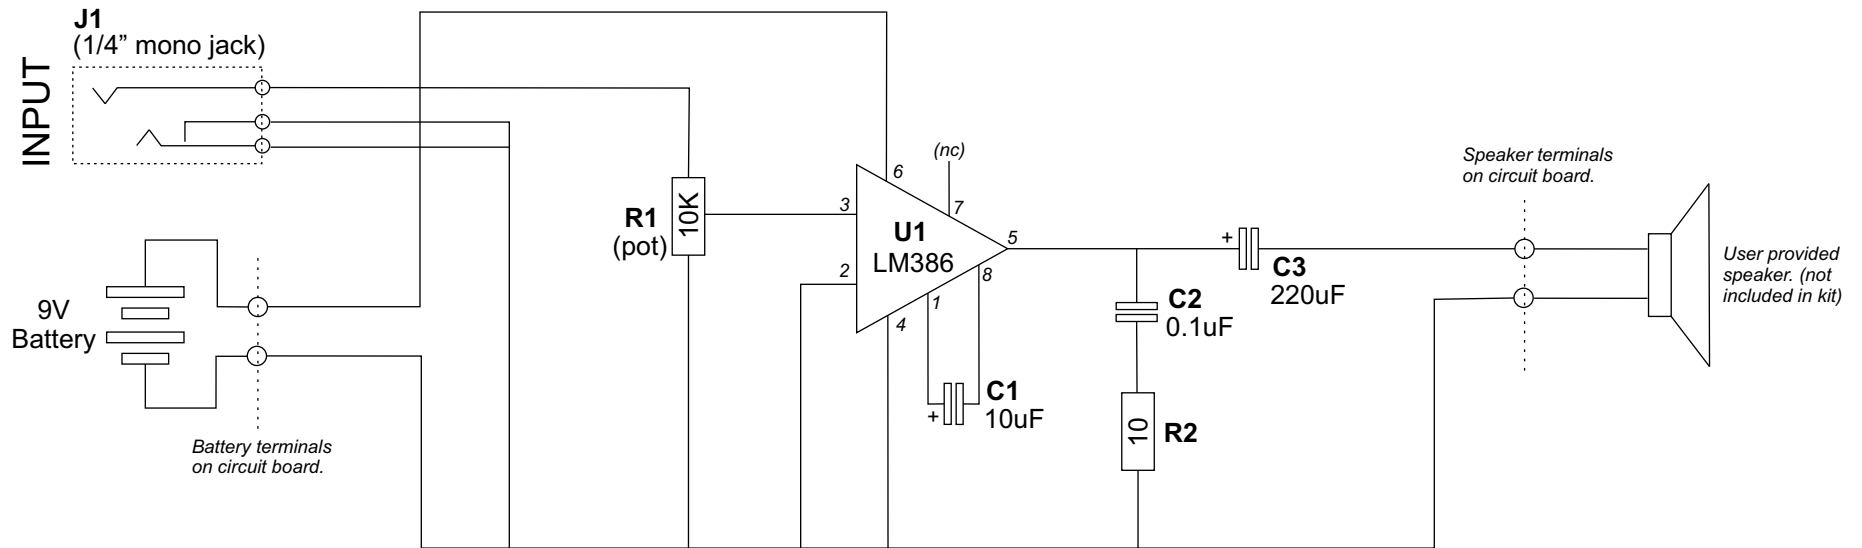 J1
(1/4” mono jack)
INPUT
9V
Battery
Battery terminals
on circuit board.
R1
(pot)
10K
3
2
6
(nc)
7
U1
LM386
5
8
1
4
+
C1
10uF
+
C3
220uF
C2
0.1uF
10
R2
Speaker terminals
on circuit board.
User provided
speaker. (not
included in kit)